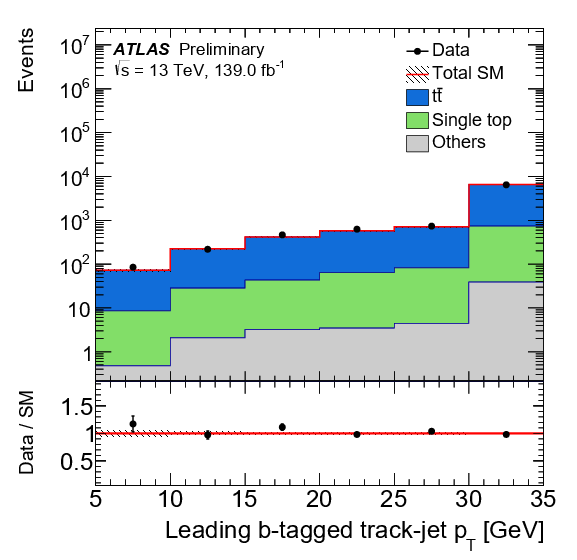 ATLAS Preliminary
√s = 13 TeV, 139.0 fb⁻¹
Data
Total SM
tt̄
Single top
Others
Events
10⁷
10⁶
10⁵
10⁴
10³
10²
10
1
Data / SM
1.5
1
0.5
5 10 15 20 25 30 35
Leading b-tagged track-jet p_T [GeV]